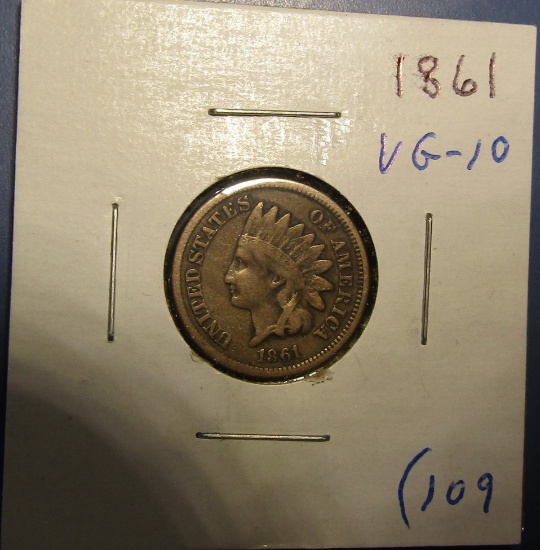 1861
VG-10
UNITED STATES OF AMERICA
1861
(109